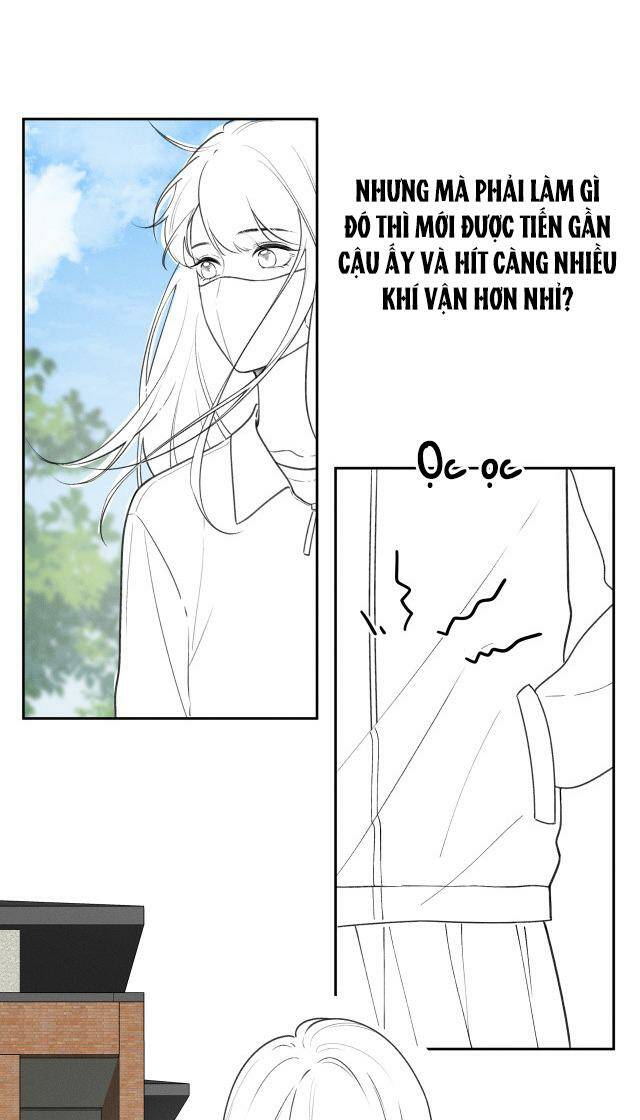 NHƯNG MÀ PHẢI LÀM GÌ
ĐÓ THÌ MỚI ĐƯỢC TIẾN GẦN
CẬU ẤY VÀ HÍT CÀNG NHIỀU
KHÍ VẬN HƠN NHỈ?
Ọc ọc